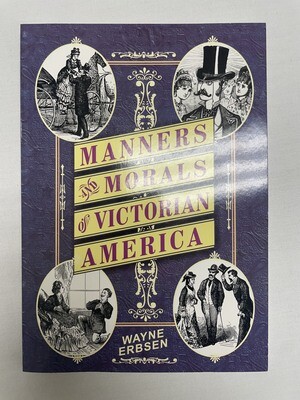 MANNERS
AND MORALS
OF VICTORIAN
AMERICA
WAYNE
ERBSEN